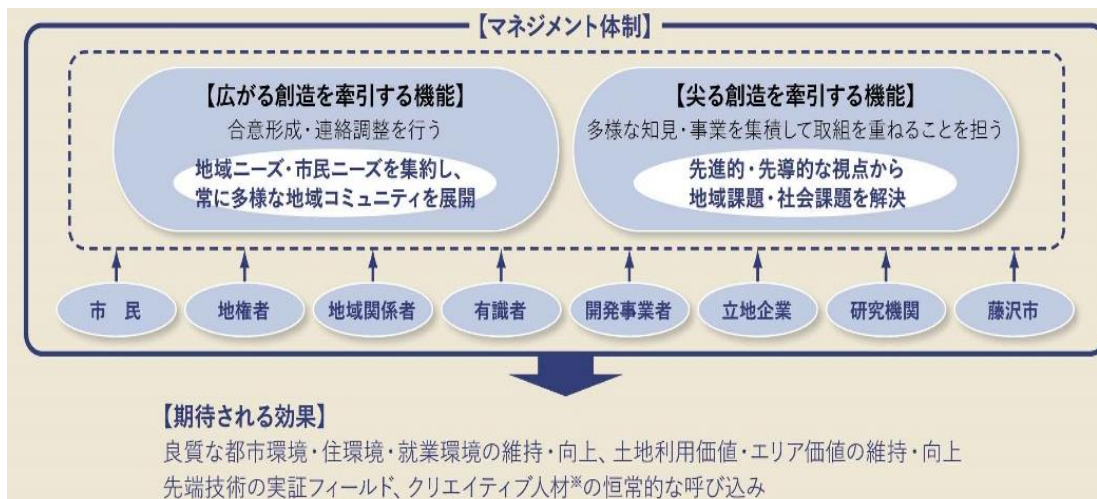 【マネジメント体制】
【広がる創造を牽引する機能】
合意形成・連絡調整を行う
地域ニーズ・市民ニーズを集約し、
常に多様な地域コミュニティを展開
【尖る創造を牽引する機能】
多様な知見・事業を集積して取組を重ねることを担う
先進的・先導的な視点から
地域課題・社会課題を解決
市　民
地権者
地域関係者
有識者
開発事業者
立地企業
研究機関
藤沢市
【期待される効果】
良質な都市環境・住環境・就業環境の維持・向上、土地利用価値・エリア価値の維持・向上
先端技術の実証フィールド、クリエイティブ人材※の恒常的な呼び込み